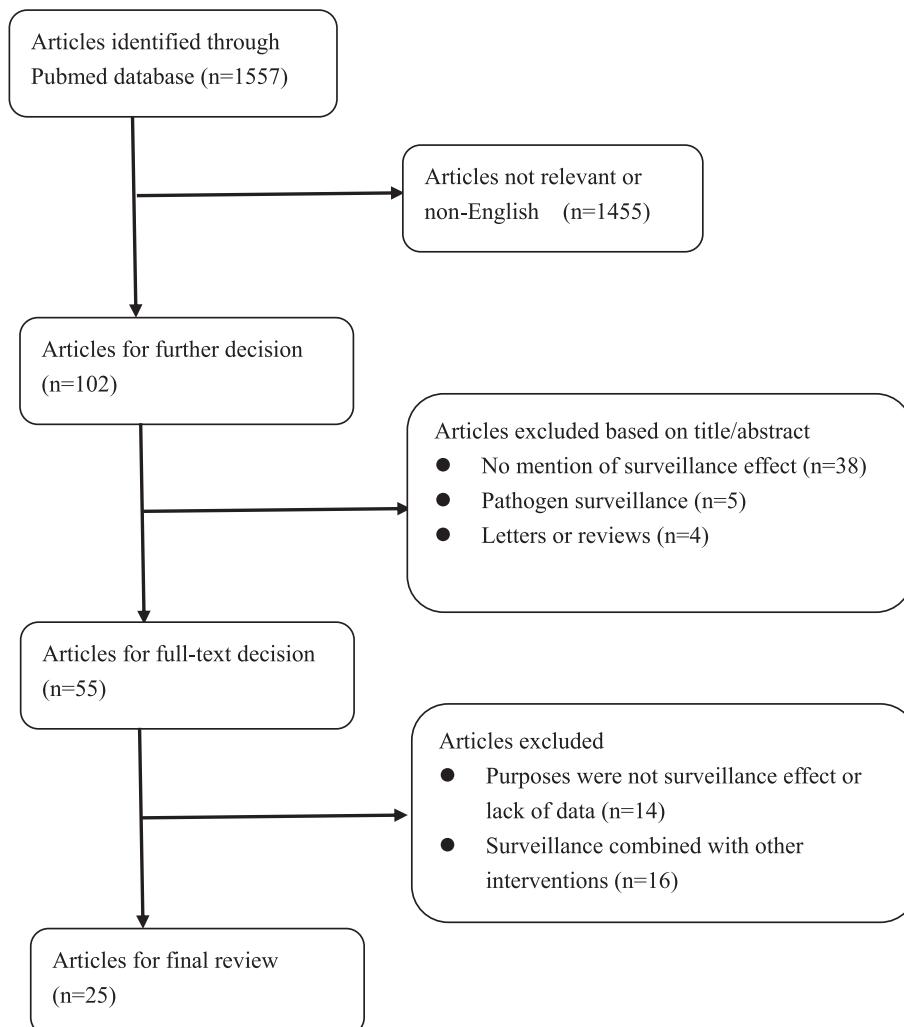 Articles identified through
Pubmed database (n=1557)
Articles not relevant or
non-English (n=1455)
Articles for further decision
(n=102)
Articles excluded based on title/abstract
● No mention of surveillance effect (n=38)
● Pathogen surveillance (n=5)
● Letters or reviews (n=4)
Articles for full-text decision
(n=55)
Articles excluded
● Purposes were not surveillance effect or
lack of data (n=14)
● Surveillance combined with other
interventions (n=16)
Articles for final review
(n=25)